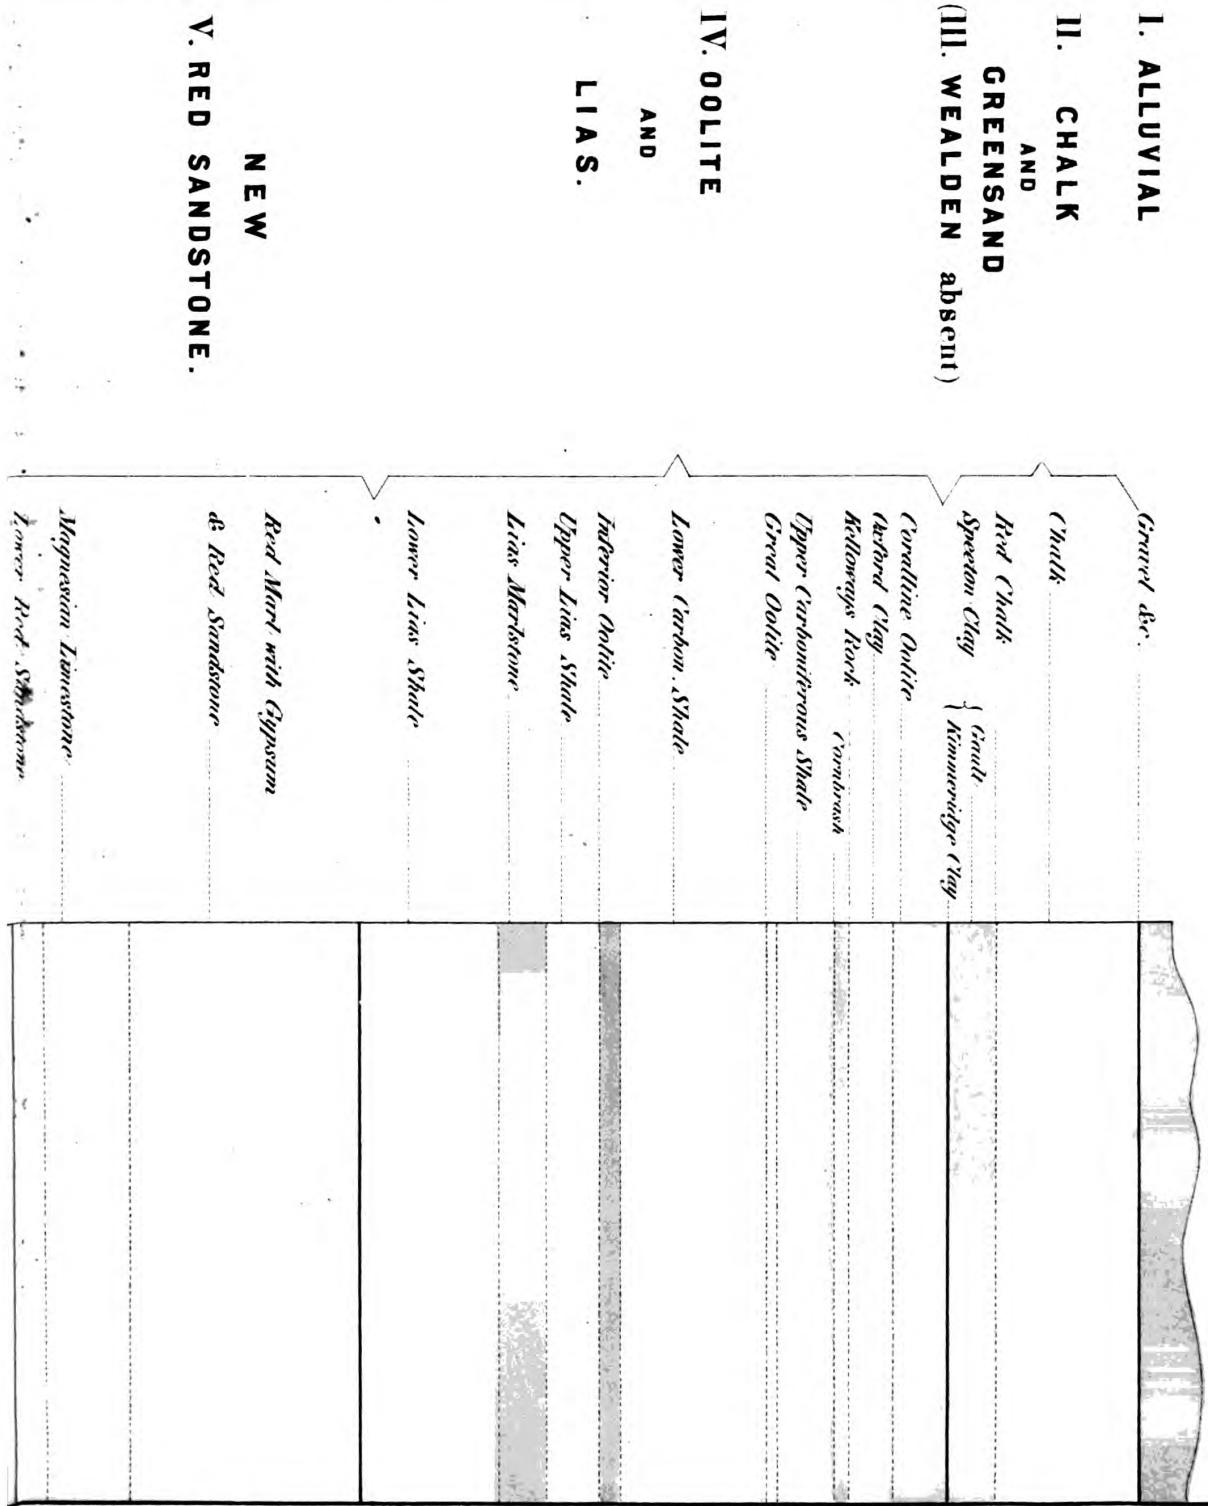 I. ALLUVIAL
II. CHALK
AND
GREENSAND
(III. WEALDEN absent)
IV. OOLITE
AND
LIAS.
NEW
V. RED SANDSTONE.
Gravel &c.
Chalk
Red Chalk
Speeton Clay { Gault
Kimmeridge Clay
Coralline Oolite
Oxford Clay
Kelloways Rock
Cornbrash
Upper Carboniferous Shale
Great Oolite
Lower Carbon. Shale
Inferior Oolite
Upper Lias Shale
Lias Marlstone
Lower Lias Shale
Red Marl with Gypsum
& Red Sandstone
Magnesian Limestone
Lower Red Sandstone